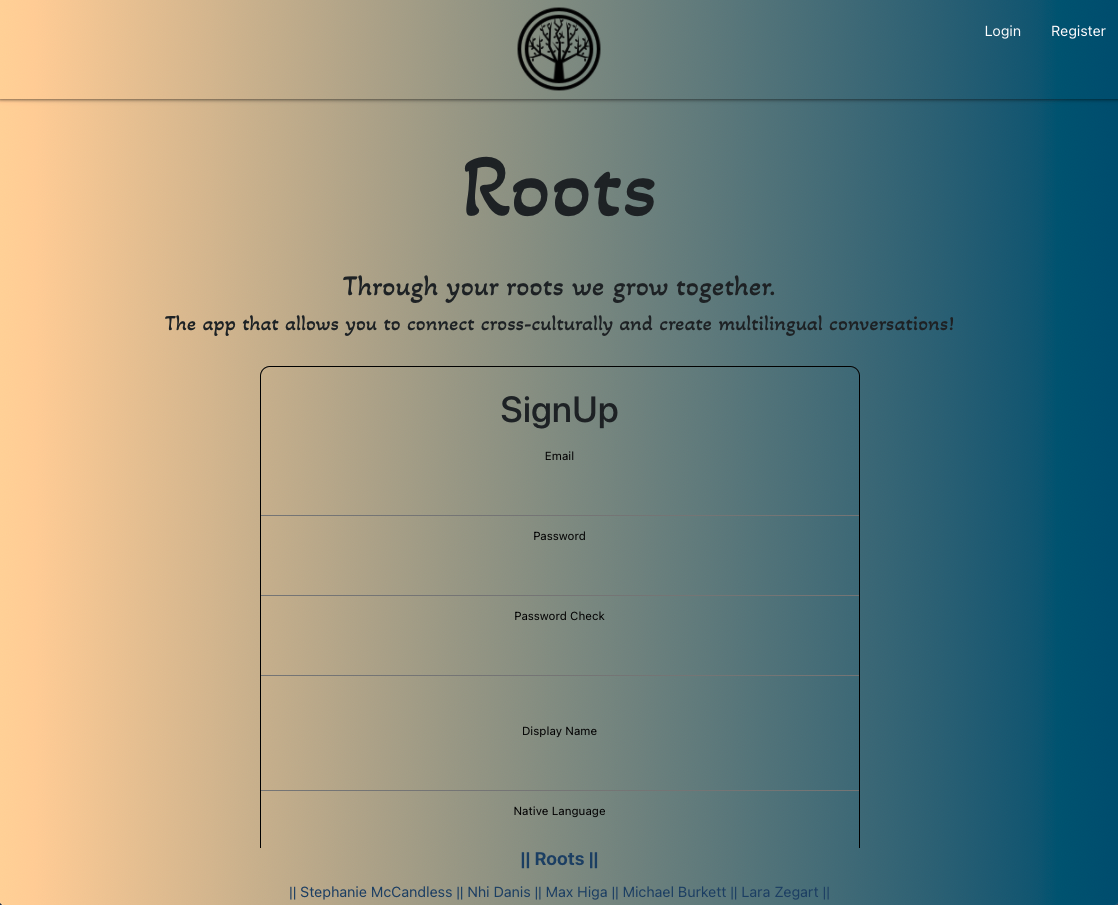 Login Register
Roots
Through your roots we grow together.
The app that allows you to connect cross-culturally and create multilingual conversations!
SignUp
Email
Password
Password Check
Display Name
Native Language
|| Roots ||
|| Stephanie McCandless || Nhi Danis || Max Higa || Michael Burkett || Lara Zegart ||